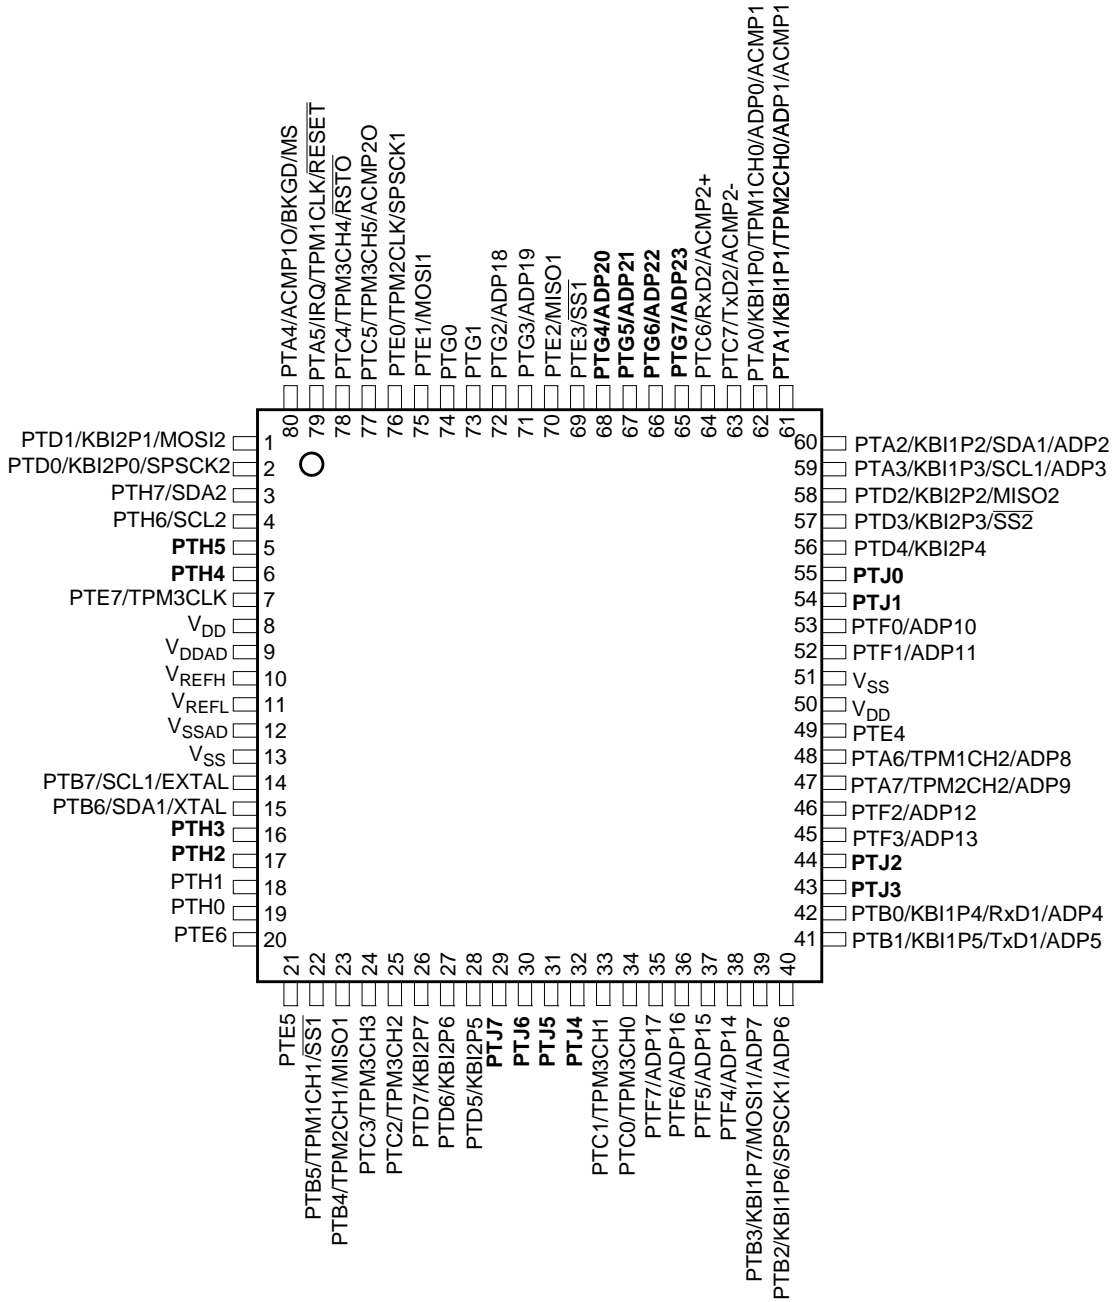 PTA4/ACMP1O/BKGD/MS
PTA5/IRQ/TPM1CLK/RESET
PTC4/TPM3CH4/RSTO
PTC5/TPM3CH5/ACMP2O
PTE0/TPM2CLK/SPSCK1
PTE1/MOSI1
PTG0
PTG1
PTG2/ADP18
PTG3/ADP19
PTE2/MISO1
PTE3/SS1
PTG4/ADP20
PTG5/ADP21
PTG6/ADP22
PTG7/ADP23
PTC6/RxD2/ACMP2+
PTC7/TxD2/ACMP2-
PTA0/KBI1P0/TPM1CH0/ADP0/ACMP1
PTA1/KBI1P1/TPM2CH0/ADP1/ACMP1
80 79 78 77 76 75 74 73 72 71 70 69 68 67 66 65 64 63 62 61
PTD1/KBI2P1/MOSI2 1
PTD0/KBI2P0/SPSCK2 2
PTH7/SDA2 3
PTH6/SCL2 4
PTH5 5
PTH4 6
PTE7/TPM3CLK 7
VDD 8
VDDAD 9
VREFH 10
VREFL 11
VSSAD 12
VSS 13
PTB7/SCL1/EXTAL 14
PTB6/SDA1/XTAL 15
PTH3 16
PTH2 17
PTH1 18
PTH0 19
PTE6 20
60 PTA2/KBI1P2/SDA1/ADP2
59 PTA3/KBI1P3/SCL1/ADP3
58 PTD2/KBI2P2/MISO2
57 PTD3/KBI2P3/SS2
56 PTD4/KBI2P4
55 PTJ0
54 PTJ1
53 PTF0/ADP10
52 PTF1/ADP11
51 VSS
50 VDD
49 PTE4
48 PTA6/TPM1CH2/ADP8
47 PTA7/TPM2CH2/ADP9
46 PTF2/ADP12
45 PTF3/ADP13
44 PTJ2
43 PTJ3
42 PTB0/KBI1P4/RxD1/ADP4
41 PTB1/KBI1P5/TxD1/ADP5
21 22 23 24 25 26 27 28 29 30 31 32 33 34 35 36 37 38 39 40
PTE5
PTB5/TPM1CH1/SS1
PTB4/TPM2CH1/MISO1
PTC3/TPM3CH3
PTC2/TPM3CH2
PTD7/KBI2P7
PTD6/KBI2P6
PTD5/KBI2P5
PTJ7
PTJ6
PTJ5
PTJ4
PTC1/TPM3CH1
PTC0/TPM3CH0
PTF7/ADP17
PTF6/ADP16
PTF5/ADP15
PTF4/ADP14
PTB3/KBI1P7/MOSI1/ADP7
PTB2/KBI1P6/SPSCK1/ADP6